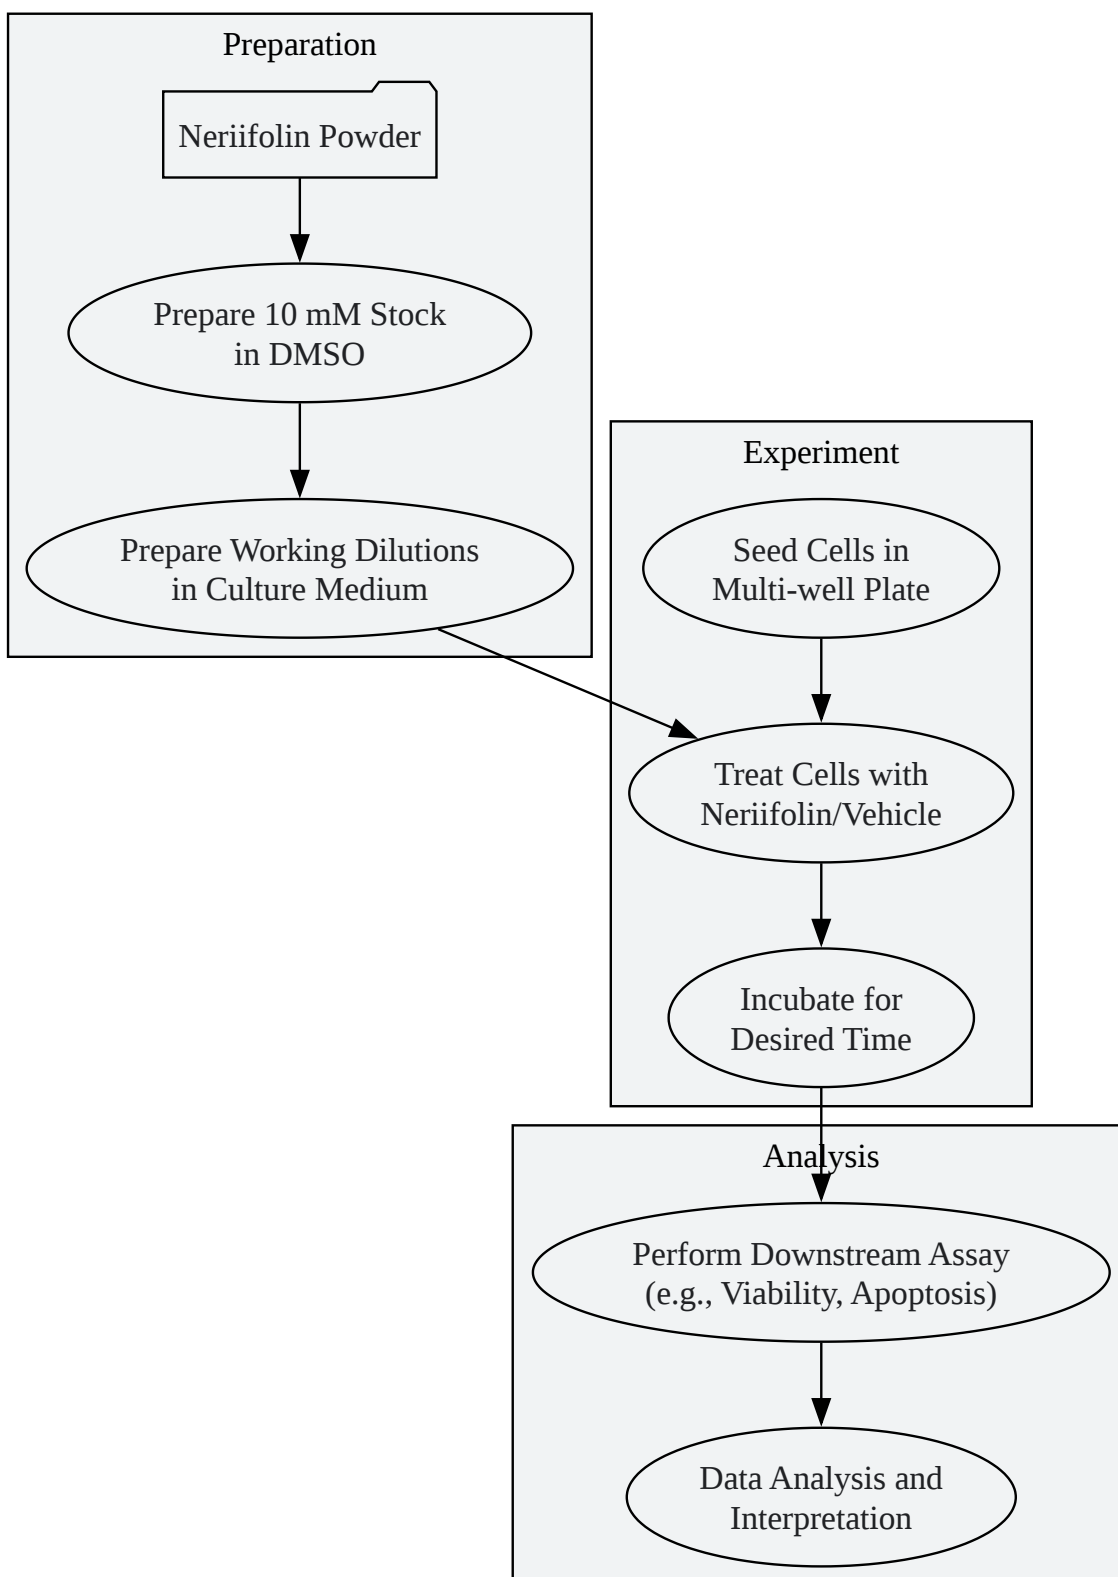 Preparation
Neriifolin Powder
Prepare 10 mM Stock
in DMSO
Prepare Working Dilutions
in Culture Medium
Experiment
Seed Cells in
Multi-well Plate
Treat Cells with
Neriifolin/Vehicle
Incubate for
Desired Time
Analysis
Perform Downstream Assay
(e.g., Viability, Apoptosis)
Data Analysis and
Interpretation